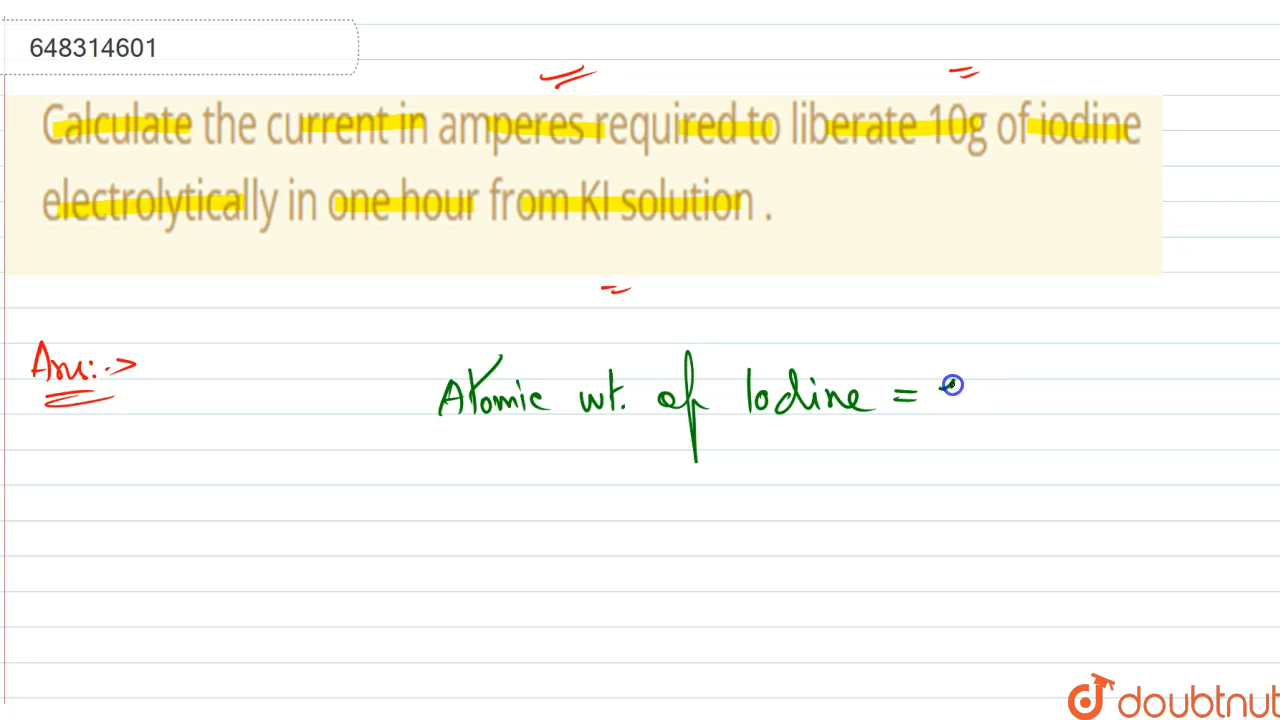 648314601
Calculate the current in amperes required to liberate 10g of iodine
electrolytically in one hour from KI solution .
Ans:->
Atomic wt. of Iodine =
doubtnut